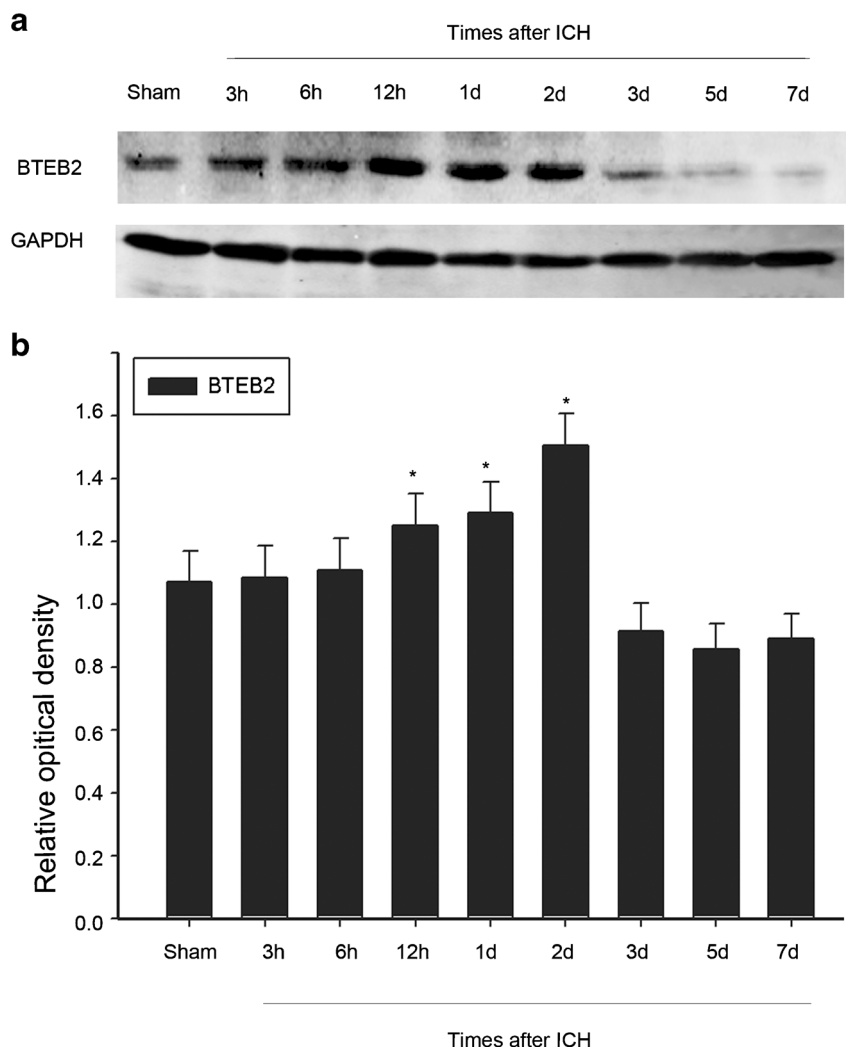 a
Times after ICH
Sham 3h 6h 12h 1d 2d 3d 5d 7d
BTEB2
GAPDH
b
BTEB2
* * *
1.6
1.4
1.2
1.0
0.8
0.6
0.4
0.2
0.0
Relative opitical density
Sham 3h 6h 12h 1d 2d 3d 5d 7d
Times after ICH